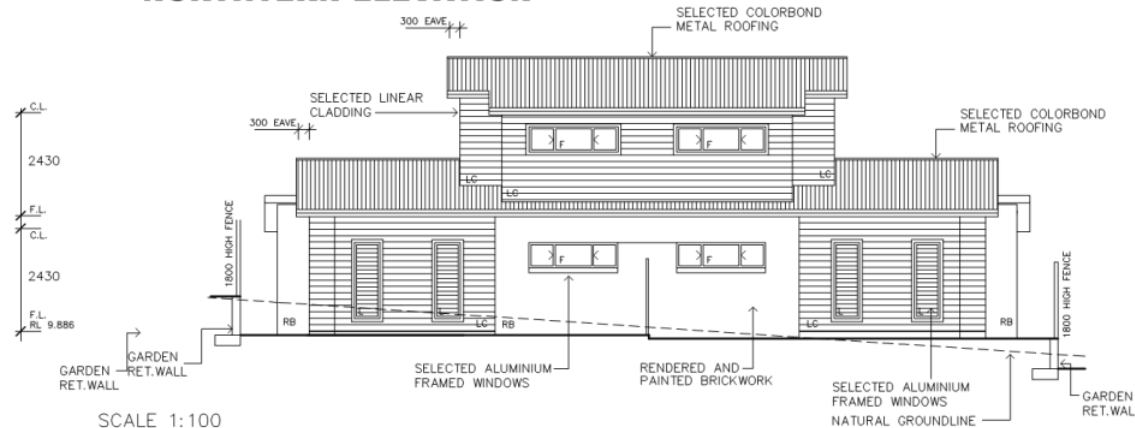 300 EAVE
SELECTED COLORBOND
METAL ROOFING
SELECTED LINEAR
CLADDING
SELECTED COLORBOND
METAL ROOFING
300 EAVE
C.L.
2430
F.L.
C.L.
2430
F.L.
RL 9.886
F
F
LC
LC
LC
1800 HIGH FENCE
F
F
1800 HIGH FENCE
RB
LC
RB
LC
RB
GARDEN
RET.WALL
GARDEN
RET.WALL
SELECTED ALUMINIUM
FRAMED WINDOWS
RENDERED AND
PAINTED BRICKWORK
SELECTED ALUMINIUM
FRAMED WINDOWS
NATURAL GROUNDLINE
GARDEN
RET.WAL
SCALE 1:100